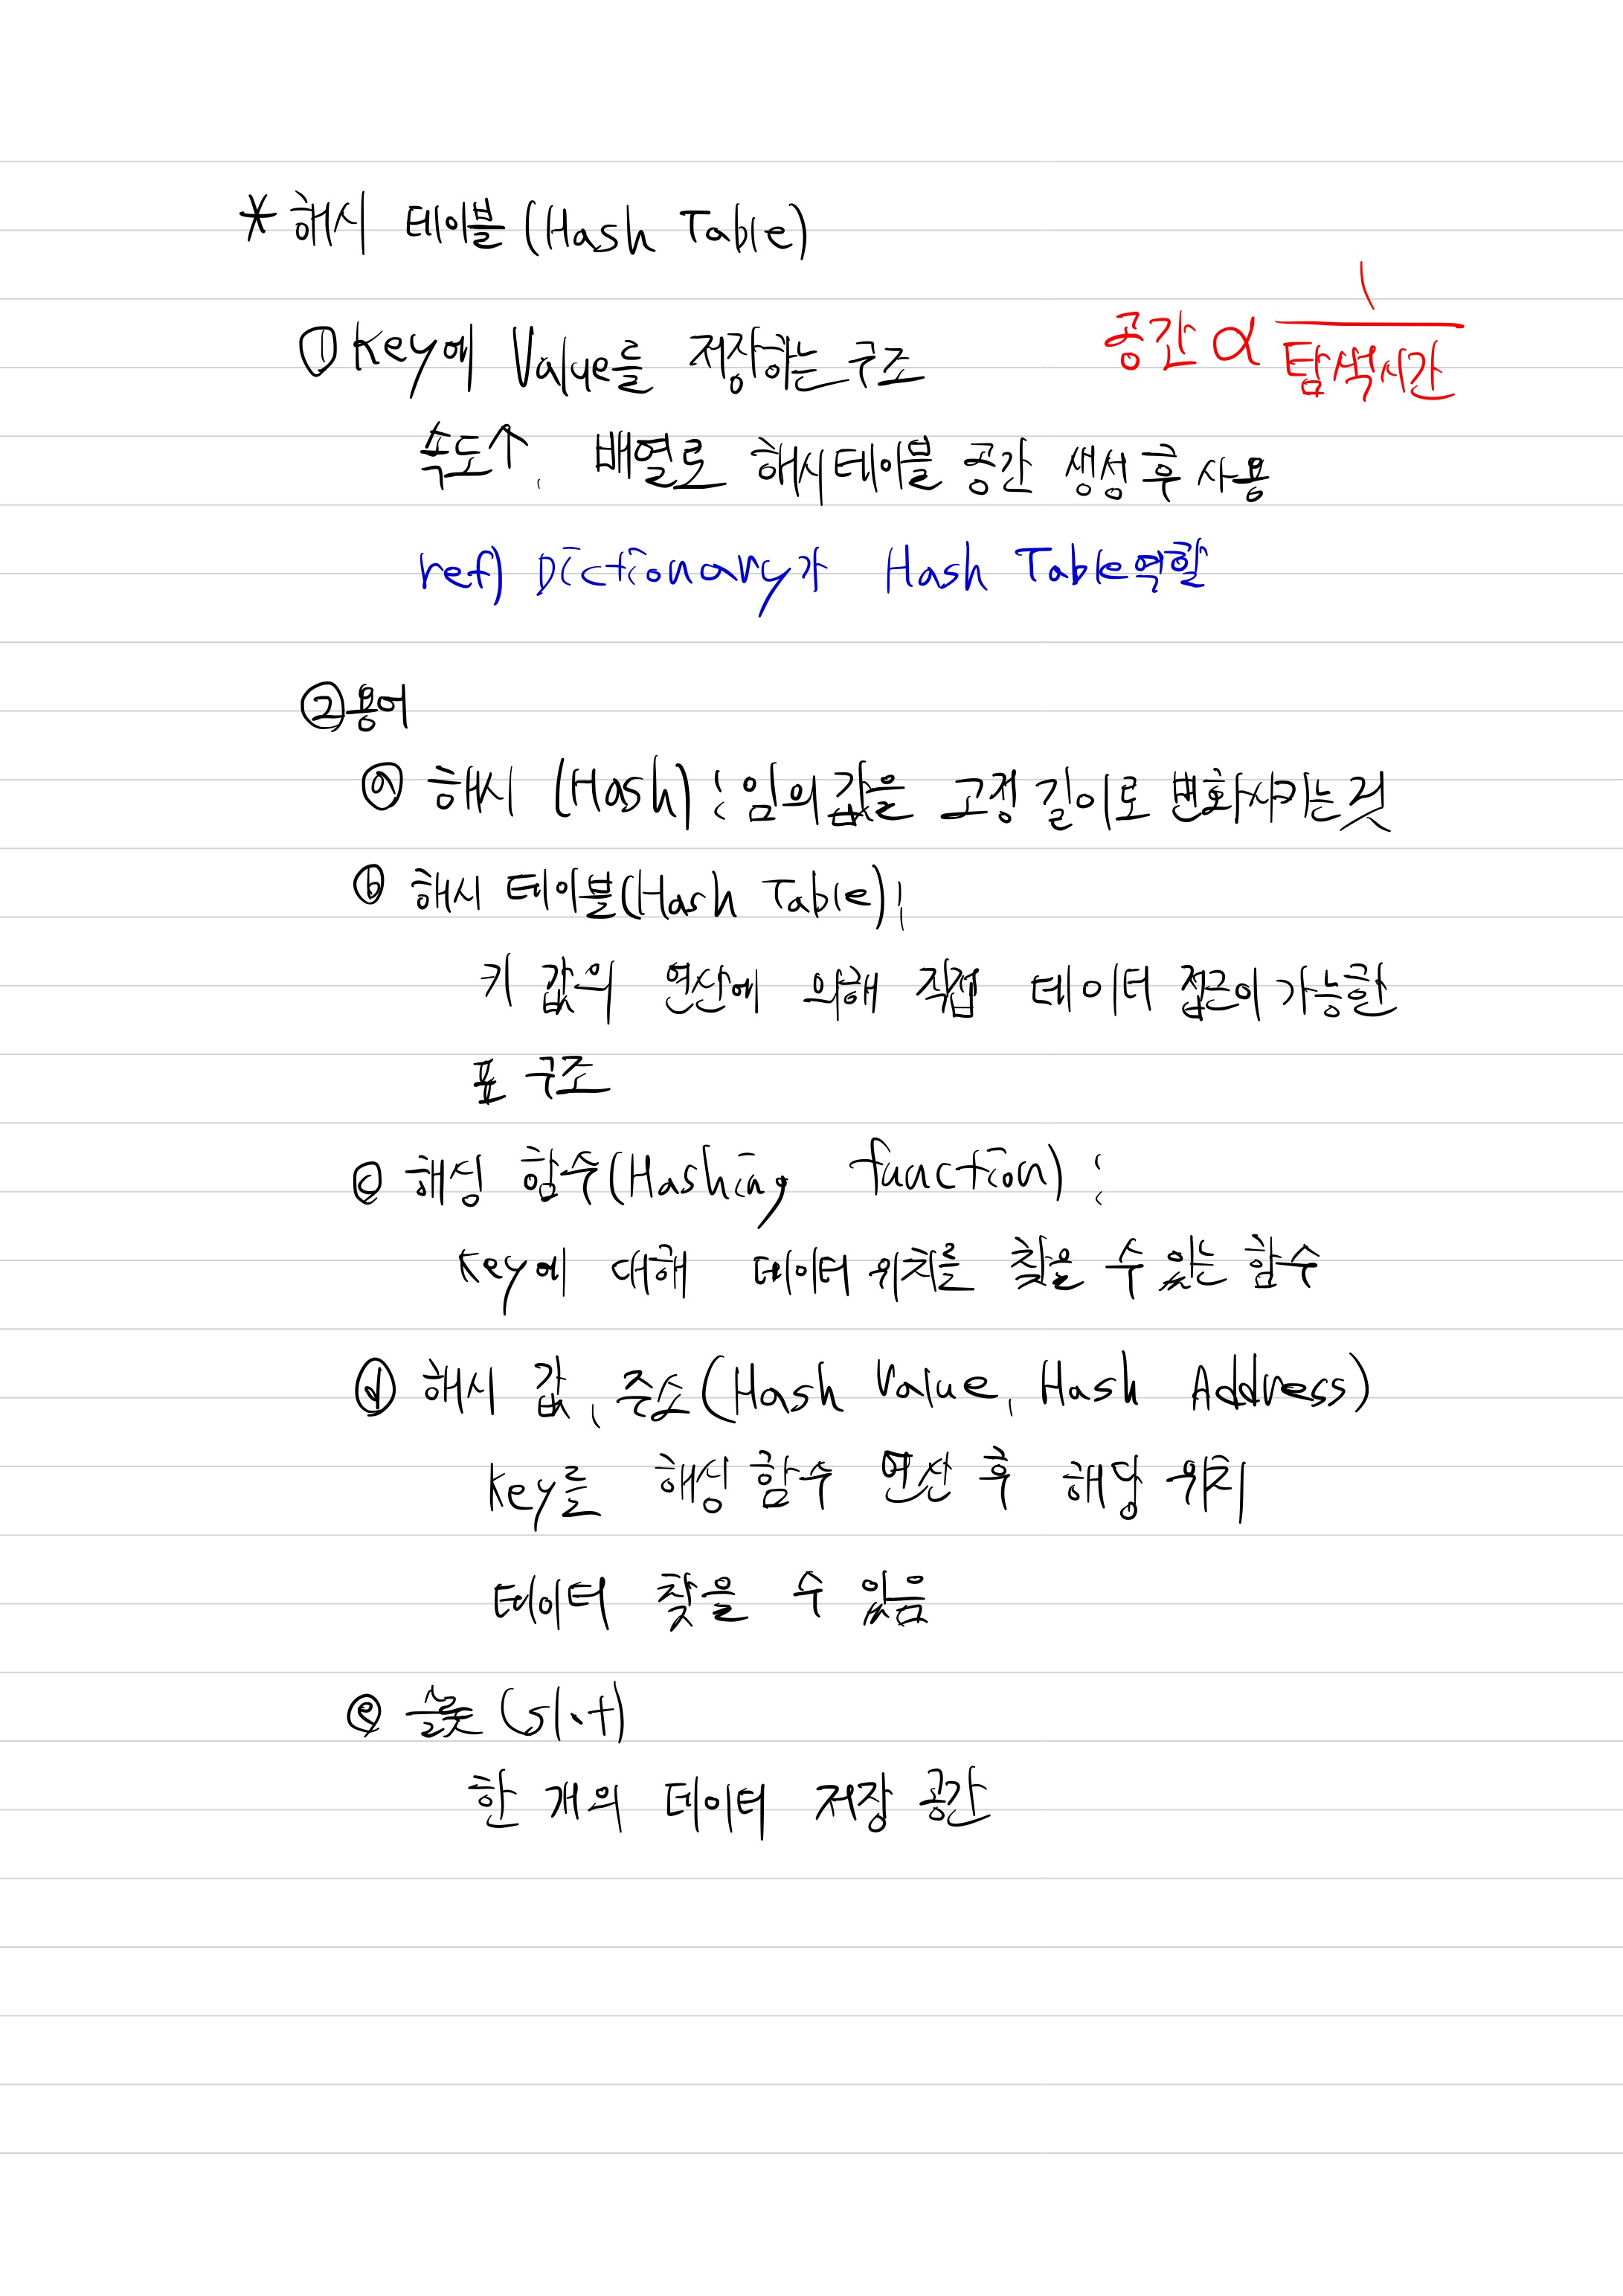 * 해시 테이블 (Hash Table)
① Key에 Value를 저장하는 구조
공간 ∝ 1/탐색시간
속도↑, 배열로 해시테이블 공간 생성 후 사용
ref) Dictionary가 Hash Table 역할
② 용어
ⓐ 해시 (Hash) : 임의 값을 고정 길이로 변화시키는 것
ⓑ 해시 테이블(Hash Table) :
키 값의 연산에 의해 직접 데이터 접근이 가능한
표 구조
ⓒ 해싱 함수(Hashing function) :
Key에 대해 데이터 위치를 찾을 수 있는 함수
ⓓ 해시 값, 주소(Hash Value, Hash Address)
Key를 해싱 함수 연산 후 해당 위치
데이터 찾을 수 있음
ⓔ 슬롯 (slot)
한 개의 데이터 저장 공간